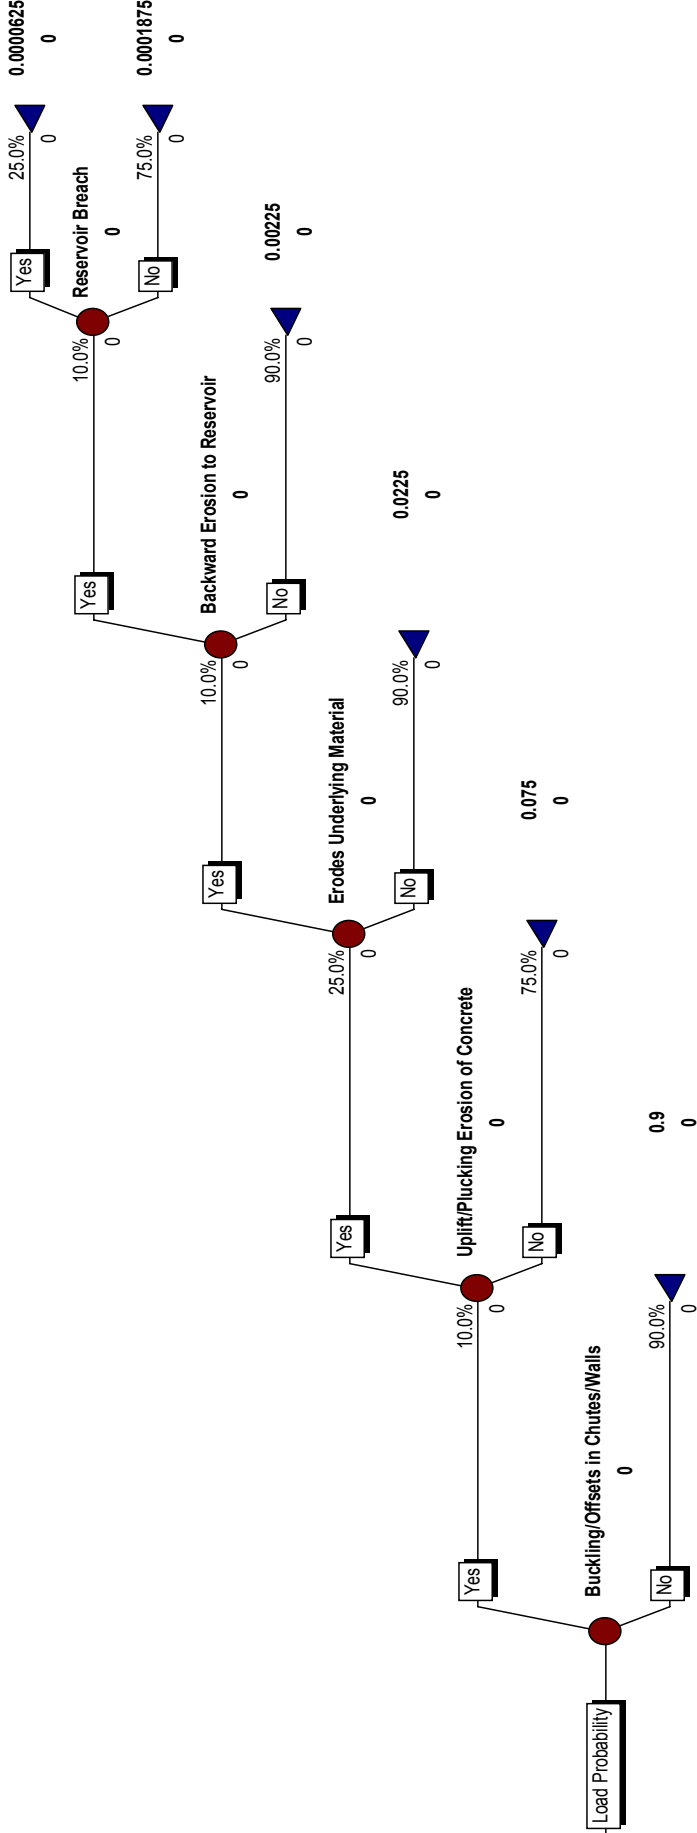 Load Probability
Buckling/Offsets in Chutes/Walls
0
Yes
10.0%
0
No
90.0%
0
0.9
0
Uplift/Plucking Erosion of Concrete
0
Yes
25.0%
0
No
75.0%
0
0.075
0
Erodes Underlying Material
0
Yes
10.0%
0
No
90.0%
0
0.0225
0
Backward Erosion to Reservoir
0
Yes
10.0%
0
No
90.0%
0
0.00225
0
Reservoir Breach
0
Yes
25.0%
0
0.0000625
0
No
75.0%
0
0.0001875
0